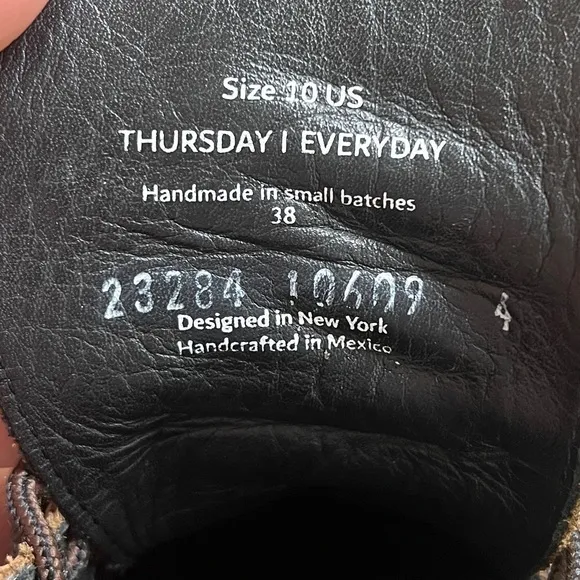 Size 10 US
THURSDAY | EVERYDAY
Handmade in small batches
38
23284 10609 4
Designed in New York
Handcrafted in Mexico